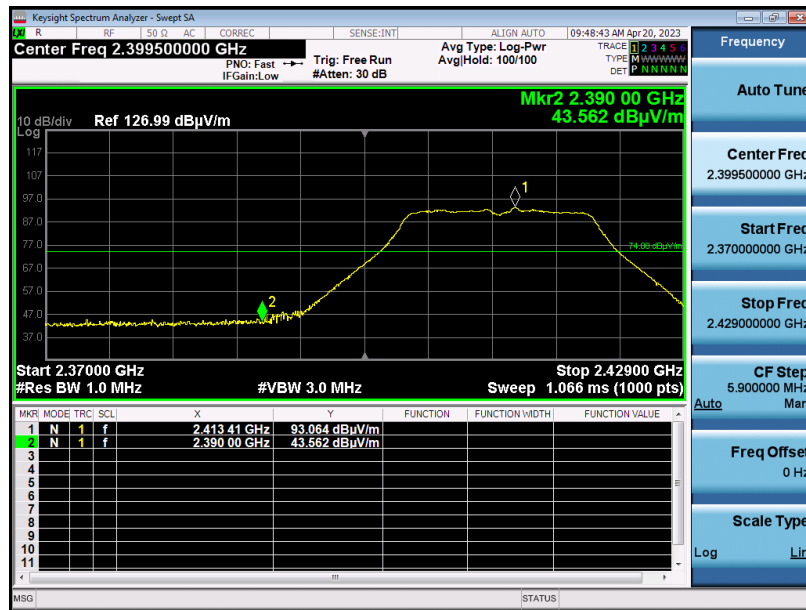 Keysight Spectrum Analyzer - Swept SA
R RF 50 Ω AC CORREC SENSE:INT ALIGN AUTO 09:48:43 AM Apr 20, 2023
Center Freq 2.399500000 GHz
PNO: Fast
IFGain:Low
Trig: Free Run
#Atten: 30 dB
Avg Type: Log-Pwr
Avg|Hold: 100/100
TRACE 1 2 3 4 5 6
TYPE M W W W W W
DET P N N N N N
Mkr2 2.390 00 GHz
43.562 dBµV/m
10 dB/div Ref 126.99 dBµV/m
Log
117
107
97.0
87.0
77.0
67.0
57.0
47.0
37.0
1
2
74.00 dBµV/m
Start 2.37000 GHz Stop 2.42900 GHz
#Res BW 1.0 MHz #VBW 3.0 MHz Sweep 1.066 ms (1000 pts)
MKR MODE TRC SCL X Y FUNCTION FUNCTION WIDTH FUNCTION VALUE
1 N 1 f 2.413 41 GHz 93.064 dBµV/m
2 N 1 f 2.390 00 GHz 43.562 dBµV/m
3
4
5
6
7
8
9
10
11
MSG STATUS
Frequency
Auto Tune
Center Freq
2.399500000 GHz
Start Freq
2.370000000 GHz
Stop Freq
2.429000000 GHz
CF Step
5.900000 MHz
Auto Man
Freq Offset
0 Hz
Scale Type
Log Lin